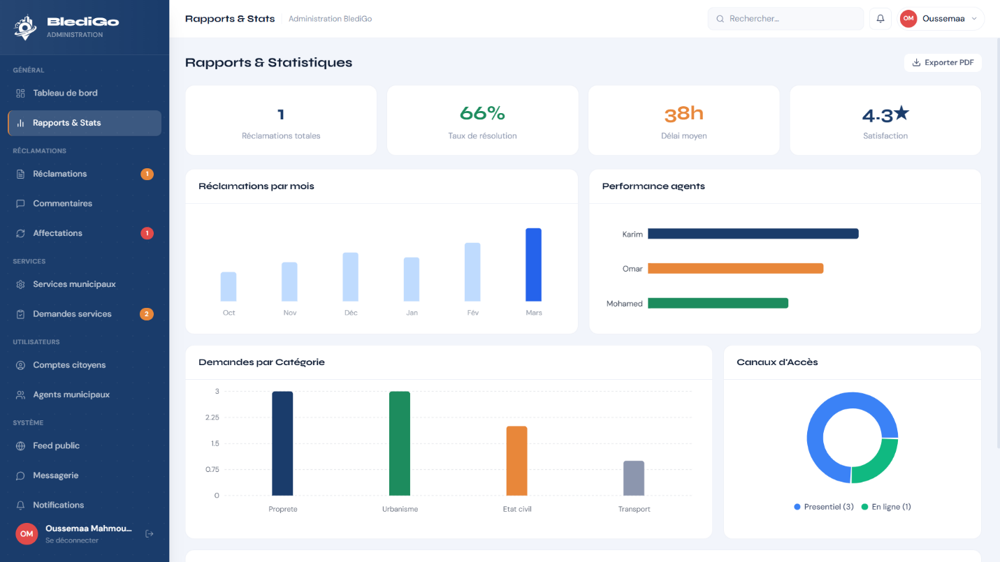 BlediGo
ADMINISTRATION
GÉNÉRAL
Tableau de bord
Rapports & Stats
RÉCLAMATIONS
Réclamations 1
Commentaires
Affectations 1
SERVICES
Services municipaux
Demandes services 2
UTILISATEURS
Comptes citoyens
Agents municipaux
SYSTÈME
Feed public
Messagerie
Notifications
OM Oussemaa Mahmou...
Se déconnecter
Rapports & Stats Administration BlediGo Rechercher... OM Oussemaa
Rapports & Statistiques Exporter PDF
1
Réclamations totales
66%
Taux de résolution
38h
Délai moyen
4.3★
Satisfaction
Réclamations par mois
Oct Nov Déc Jan Fév Mars
Performance agents
Karim
Omar
Mohamed
Demandes par Catégorie
3
2.25
1.5
0.75
0
Proprete Urbanisme Etat civil Transport
Canaux d'Accès
Presentiel (3) En ligne (1)